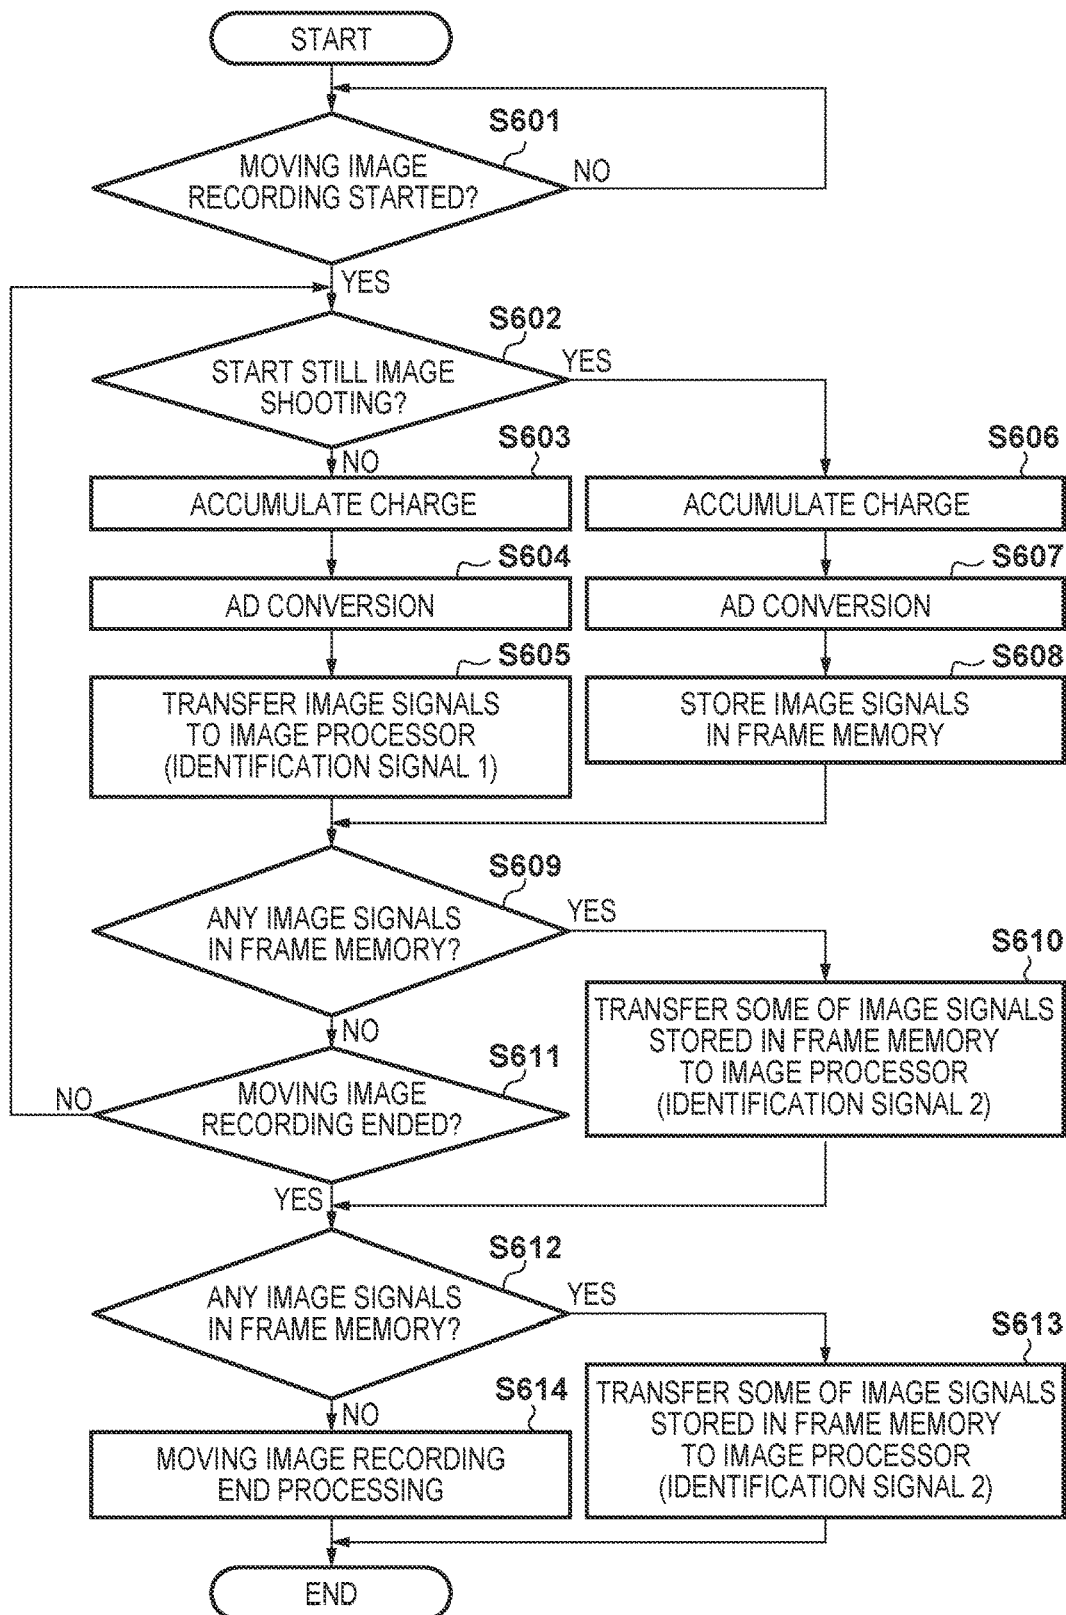 START
S601
MOVING IMAGE
RECORDING STARTED?
NO
YES
S602
START STILL IMAGE
SHOOTING?
YES
NO
S603
ACCUMULATE CHARGE
S606
ACCUMULATE CHARGE
S604
AD CONVERSION
S607
AD CONVERSION
S605
TRANSFER IMAGE SIGNALS
TO IMAGE PROCESSOR
(IDENTIFICATION SIGNAL 1)
S608
STORE IMAGE SIGNALS
IN FRAME MEMORY
S609
ANY IMAGE SIGNALS
IN FRAME MEMORY?
YES
NO
S610
TRANSFER SOME OF IMAGE SIGNALS
STORED IN FRAME MEMORY
TO IMAGE PROCESSOR
(IDENTIFICATION SIGNAL 2)
S611
MOVING IMAGE
RECORDING ENDED?
NO
YES
S612
ANY IMAGE SIGNALS
IN FRAME MEMORY?
YES
NO
S613
TRANSFER SOME OF IMAGE SIGNALS
STORED IN FRAME MEMORY
TO IMAGE PROCESSOR
(IDENTIFICATION SIGNAL 2)
S614
MOVING IMAGE RECORDING
END PROCESSING
END